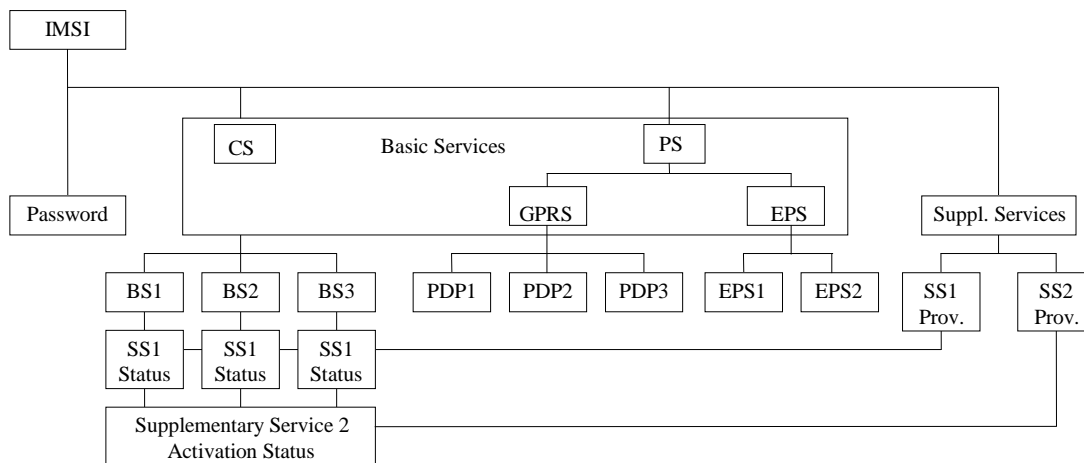 IMSI
CS
Basic Services
PS
Password
GPRS
EPS
Suppl. Services
BS1
BS2
BS3
PDP1
PDP2
PDP3
EPS1
EPS2
SS1
Prov.
SS2
Prov.
SS1
Status
SS1
Status
SS1
Status
Supplementary Service 2
Activation Status